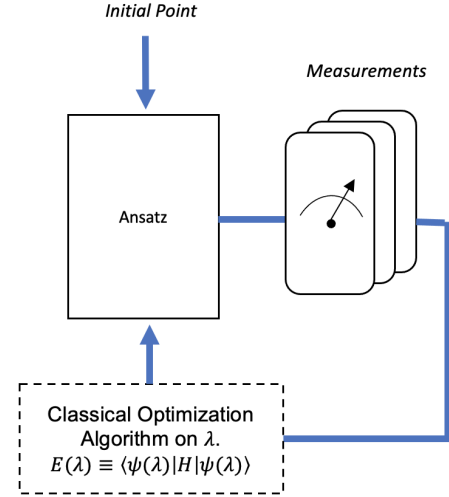 Initial Point
Measurements
Ansatz
Classical Optimization
Algorithm on λ.
E(λ) ≡ ⟨ψ(λ)|H|ψ(λ)⟩